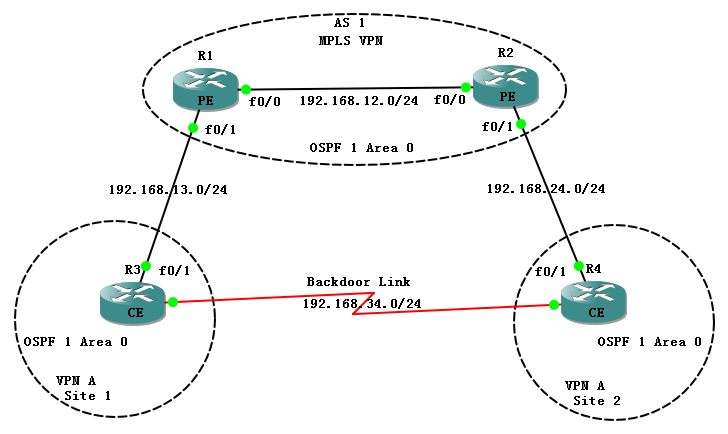 AS 1
MPLS VPN
R1
R2
PE
PE
f0/0
192.168.12.0/24
f0/0
f0/1
f0/1
OSPF 1 Area 0
192.168.13.0/24
192.168.24.0/24
R3
f0/1
f0/1
R4
Backdoor Link
192.168.34.0/24
CE
CE
OSPF 1 Area 0
OSPF 1 Area 0
VPN A
Site 1
VPN A
Site 2